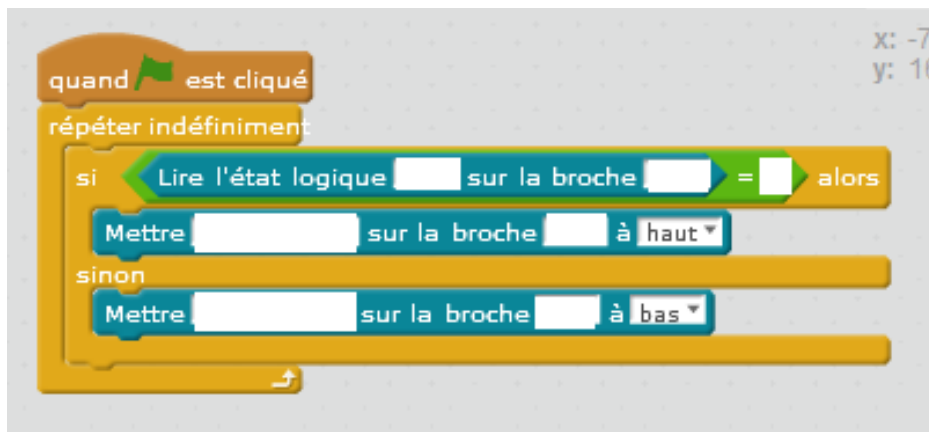 x: -7
y: 16
quand est cliqué
répéter indéfiniment
si Lire l'état logique sur la broche = alors
Mettre sur la broche à haut
sinon
Mettre sur la broche à bas